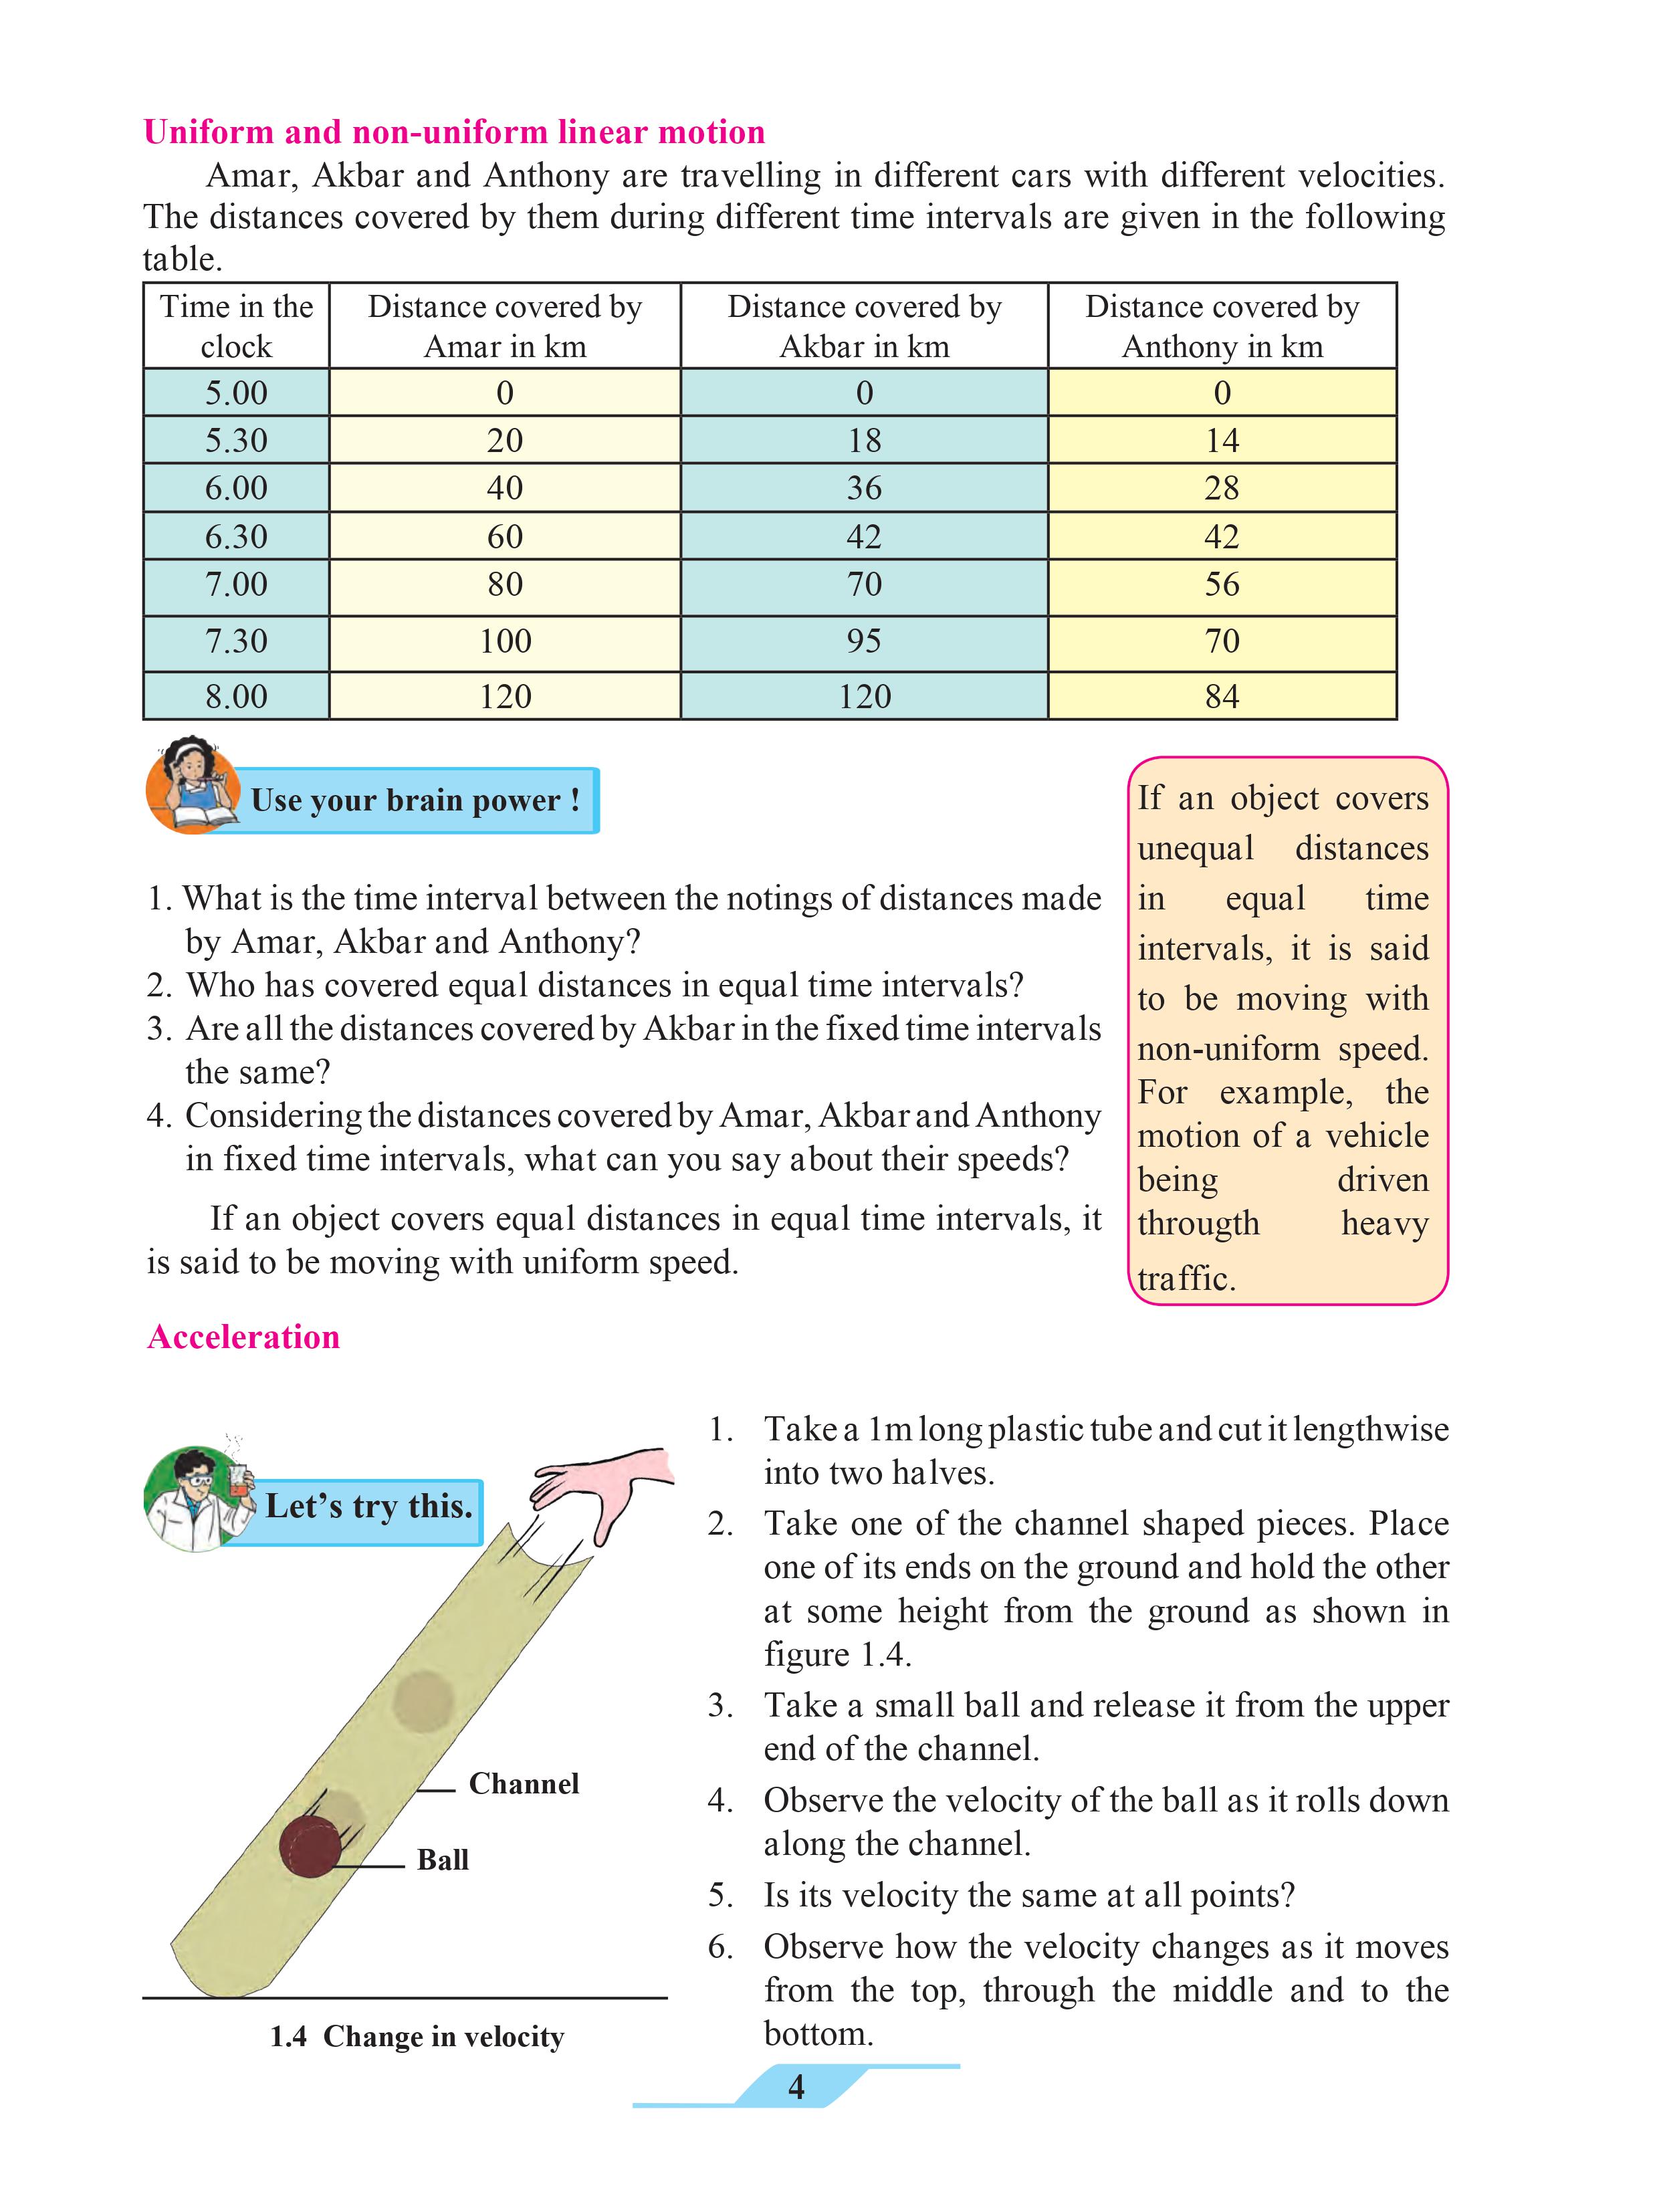 Uniform and non-uniform linear motion
Amar, Akbar and Anthony are travelling in different cars with different velocities.
The distances covered by them during different time intervals are given in the following
table.
Time in the clock Distance covered by Amar in km Distance covered by Akbar in km Distance covered by Anthony in km
5.00 0 0 0
5.30 20 18 14
6.00 40 36 28
6.30 60 42 42
7.00 80 70 56
7.30 100 95 70
8.00 120 120 84
Use your brain power !
1. What is the time interval between the notings of distances made
by Amar, Akbar and Anthony?
2. Who has covered equal distances in equal time intervals?
3. Are all the distances covered by Akbar in the fixed time intervals
the same?
4. Considering the distances covered by Amar, Akbar and Anthony
in fixed time intervals, what can you say about their speeds?
If an object covers equal distances in equal time intervals, it
is said to be moving with uniform speed.
If an object covers
unequal distances
in equal time
intervals, it is said
to be moving with
non-uniform speed.
For example, the
motion of a vehicle
being driven
througth heavy
traffic.
Acceleration
Let’s try this.
Channel
Ball
1.4 Change in velocity
1. Take a 1m long plastic tube and cut it lengthwise
into two halves.
2. Take one of the channel shaped pieces. Place
one of its ends on the ground and hold the other
at some height from the ground as shown in
figure 1.4.
3. Take a small ball and release it from the upper
end of the channel.
4. Observe the velocity of the ball as it rolls down
along the channel.
5. Is its velocity the same at all points?
6. Observe how the velocity changes as it moves
from the top, through the middle and to the
bottom.
4